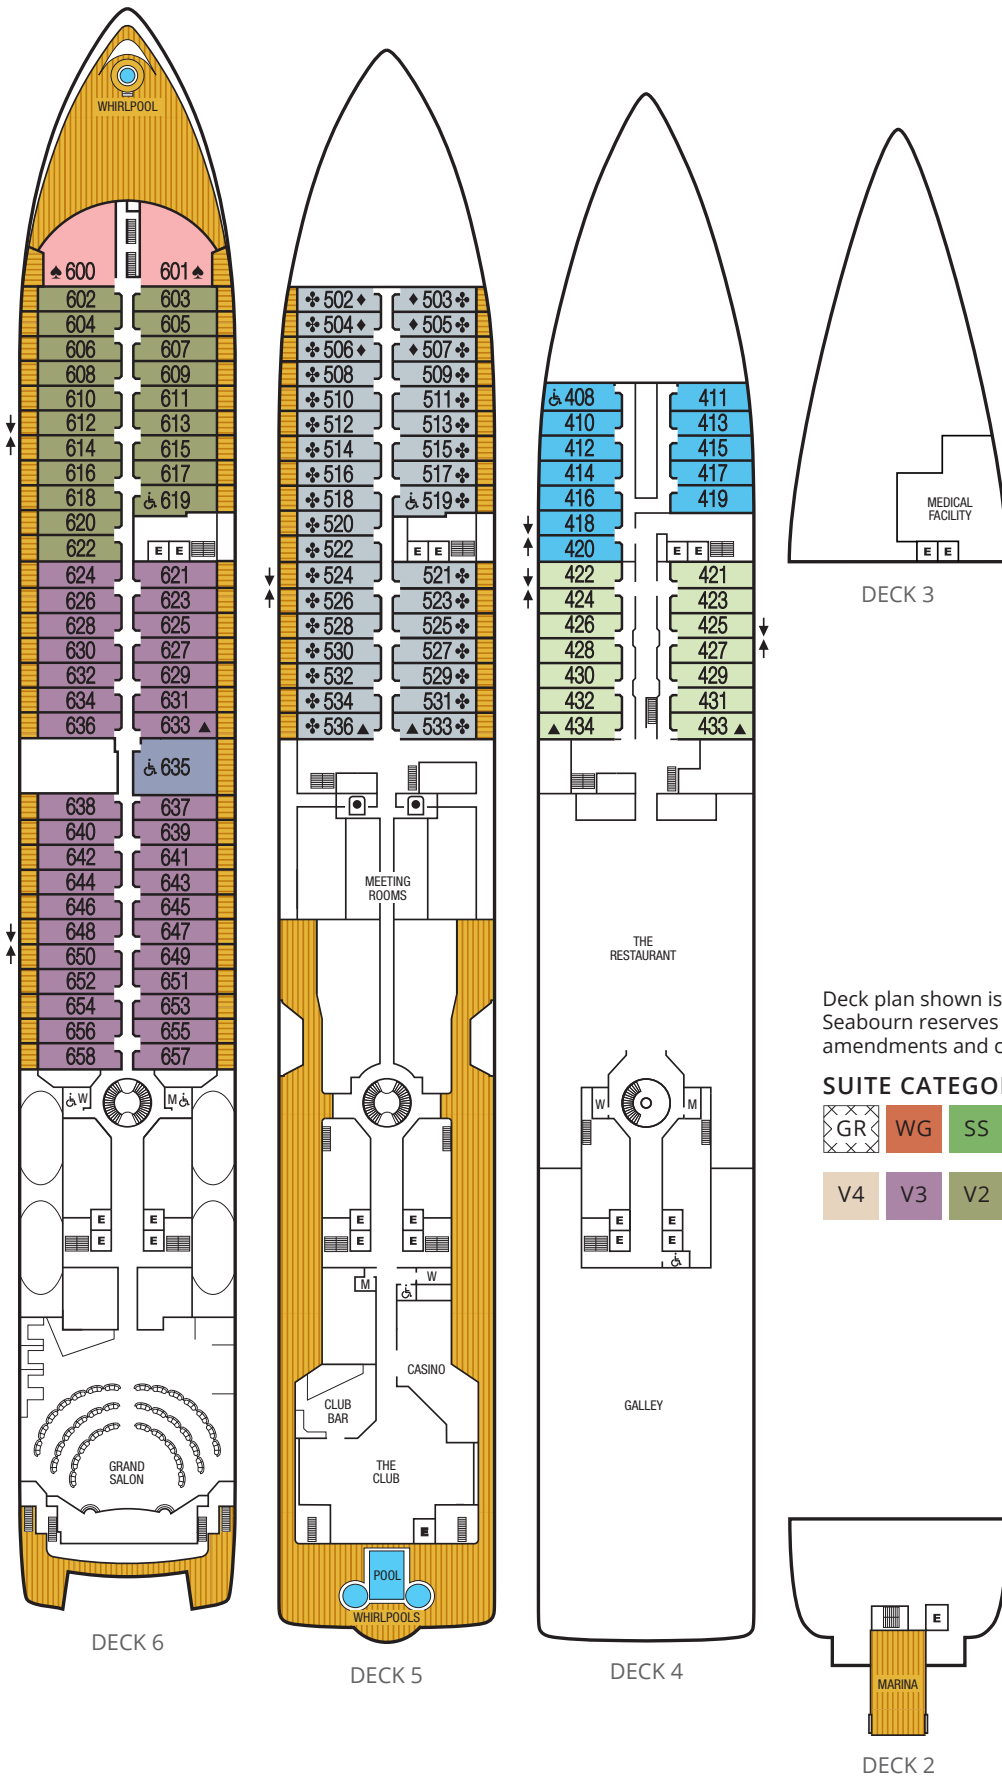 WHIRLPOOL
600 601
602 603
604 605
606 607
608 609
610 611
612 613
614 615
616 617
618 619
620
622
E E
624 621
626 623
628 625
630 627
632 629
634 631
636 633
635
638 637
640 639
642 641
644 643
646 645
648 647
650 649
652 651
654 653
656 655
658 657
W M
E E
E E
GRAND
SALON
DECK 6
502 503
504 505
506 507
508 509
510 511
512 513
514 515
516 517
518 519
520
522
E E
524 521
526 523
528 525
530 527
532 529
534 531
536 533
MEETING
ROOMS
E E
E E
M W
CASINO
CLUB
BAR
THE
CLUB
E
POOL
WHIRLPOOLS
DECK 5
408 411
410 413
412 415
414 417
416 419
418
420
E E
422 421
424 423
426 425
428 427
430 429
432 431
434 433
THE
RESTAURANT
W M
E E
E E
GALLEY
DECK 4
MEDICAL
FACILITY
E E
DECK 3
Deck plan shown is
Seabourn reserves
amendments and c
SUITE CATEGO
GR WG SS
V4 V3 V2
E
MARINA
DECK 2